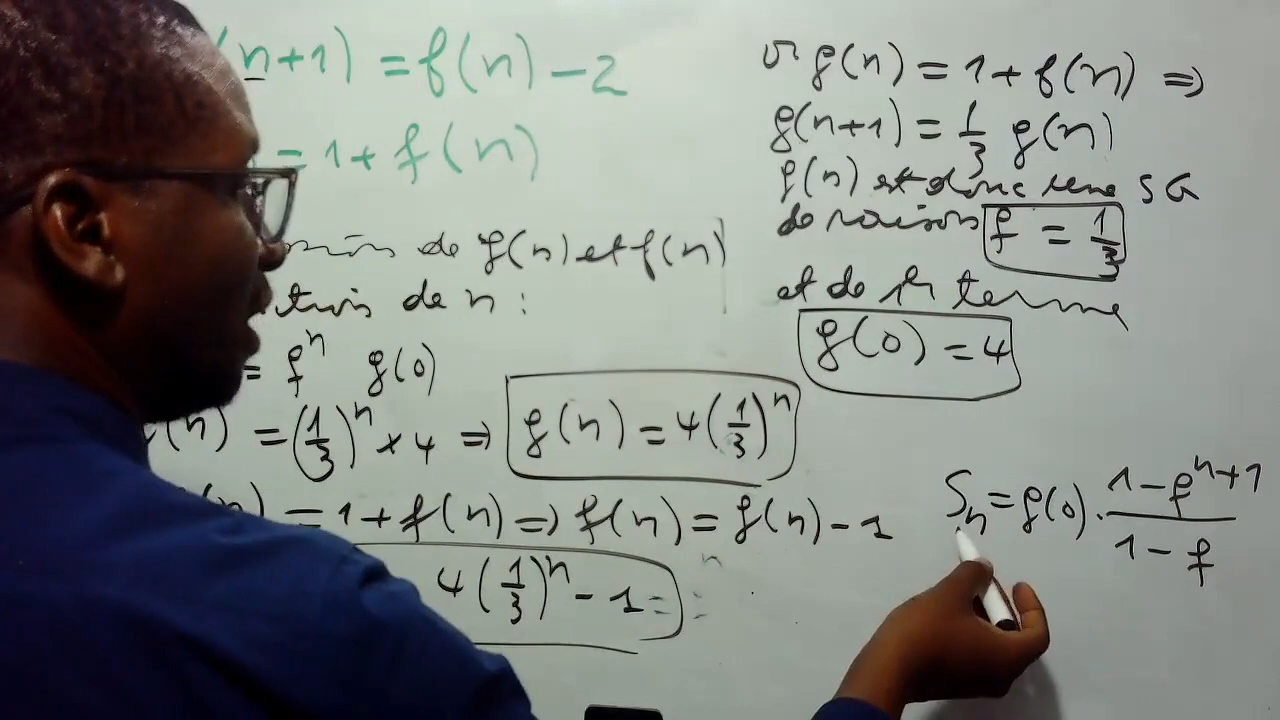 (n+1) = f(n) - 2
= 1 + f(n)
de g(n) et f(n)
de n :
= q^n g(0)
(n) = (1/3)^n × 4 ⇒ g(n) = 4(1/3)^n
(n) = 1 + f(n) ⇒ f(n) = g(n) - 1
4(1/3)^n - 1 =
or g(n) = 1 + f(n) ⇒
g(n+1) = 1/3 g(n)
g(n) est donc une SG
de raison q = 1/3
et de 1er terme
g(0) = 4
S_n = g(0) · (1 - q^{n+1})/(1 - q)